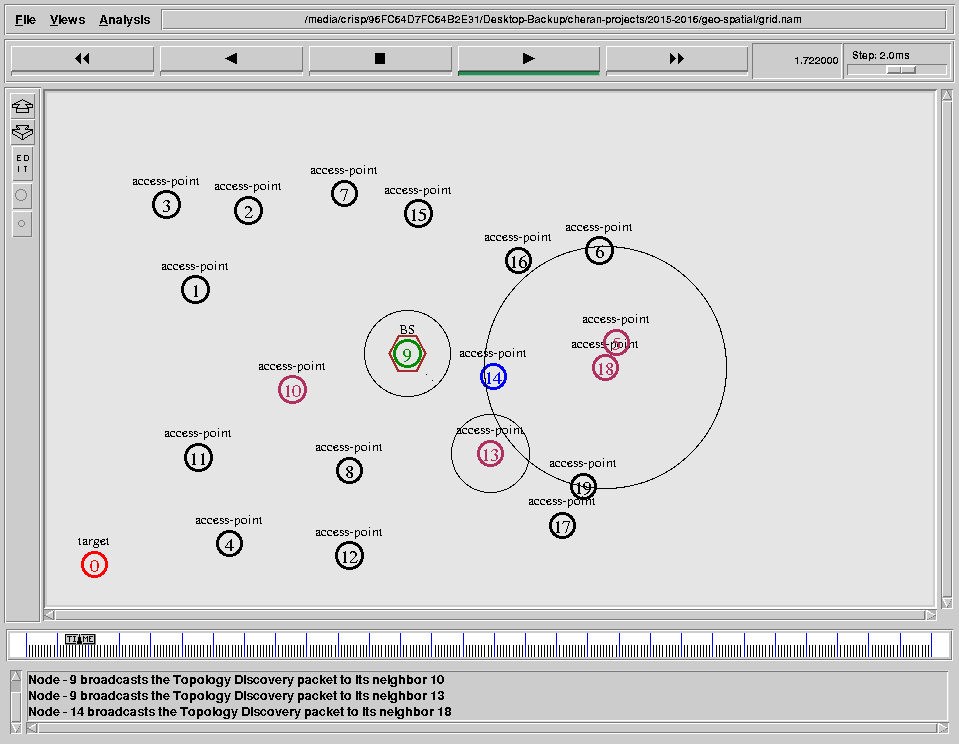 File Views Analysis /media/crisp/96FC64D7FC64B2E31/Desktop-Backup/cheran-projects/2015-2016/geo-spatial/grid.nam
1.722000 Step: 2.0ms
ED
IT
access-point
7
access-point
3
access-point
2
access-point
15
access-point
6
access-point
16
access-point
1
access-point
5
BS
9
access-point
18
access-point
14
access-point
10
access-point
13
access-point
11
access-point
8
access-point
19
access-point
17
access-point
4
access-point
12
target
0
TIME
Node - 9 broadcasts the Topology Discovery packet to its neighbor 10
Node - 9 broadcasts the Topology Discovery packet to its neighbor 13
Node - 14 broadcasts the Topology Discovery packet to its neighbor 18